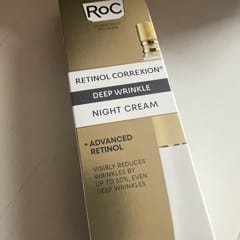 RoC
RETINOL CORREXION®
DEEP WRINKLE
NIGHT CREAM
+ ADVANCED
RETINOL
VISIBLY REDUCES
WRINKLES BY
UP TO 50%, EVEN
DEEP WRINKLES